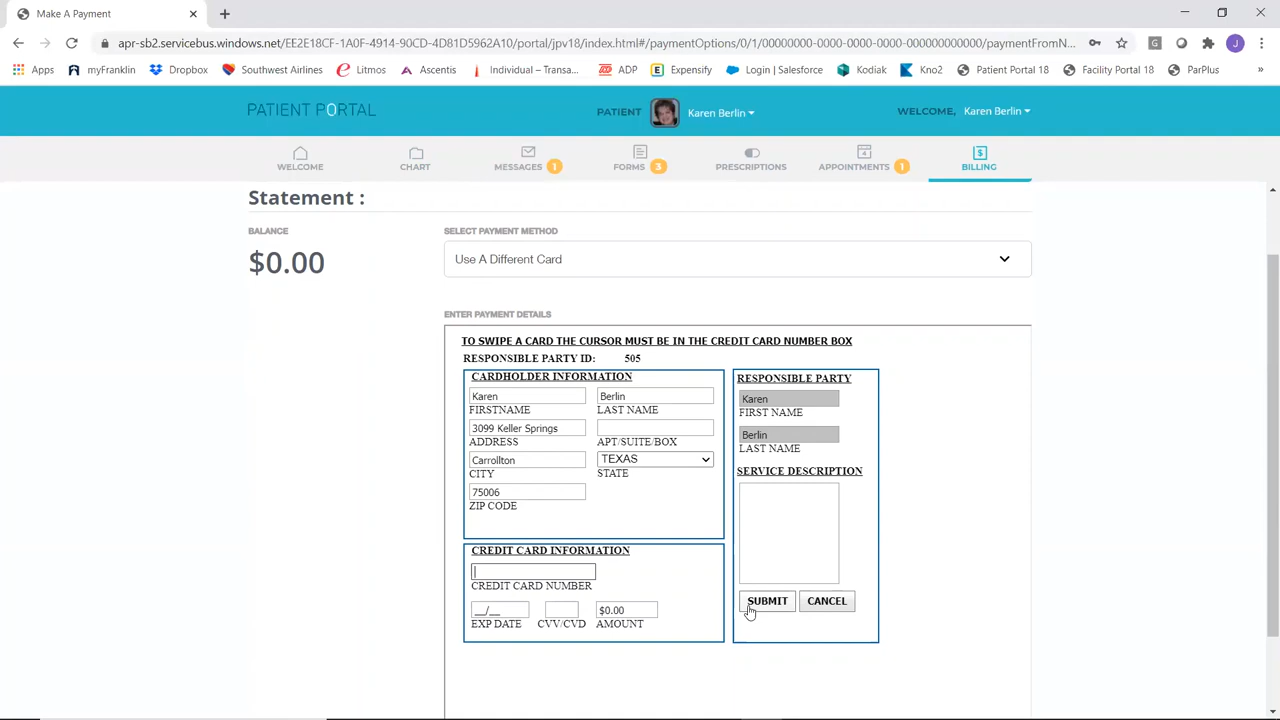 Make A Payment
apr-sb2.servicebus.windows.net/EE2E18CF-1A0F-4914-90CD-4D81D5962A10/portal/jpv18/index.html#/paymentOptions/0/1/00000000-0000-0000-0000-000000000000/paymentFromN...
G
J
Apps myFranklin Dropbox Southwest Airlines Litmos Ascentis Individual – Transa... ADP Expensify Login | Salesforce Kodiak Kno2 Patient Portal 18 Facility Portal 18 ParPlus »
PATIENT PORTAL
PATIENT Karen Berlin
WELCOME, Karen Berlin
WELCOME
CHART
MESSAGES 1
FORMS 3
PRESCRIPTIONS
4
APPOINTMENTS 1
$
BILLING
Statement :
BALANCE
$0.00
SELECT PAYMENT METHOD
Use A Different Card
ENTER PAYMENT DETAILS
TO SWIPE A CARD THE CURSOR MUST BE IN THE CREDIT CARD NUMBER BOX
RESPONSIBLE PARTY ID: 505
CARDHOLDER INFORMATION
Karen Berlin
FIRSTNAME LAST NAME
3099 Keller Springs
ADDRESS APT/SUITE/BOX
Carrollton TEXAS
CITY STATE
75006
ZIP CODE
CREDIT CARD INFORMATION
CREDIT CARD NUMBER
__/__ $0.00
EXP DATE CVV/CVD AMOUNT
RESPONSIBLE PARTY
Karen
FIRST NAME
Berlin
LAST NAME
SERVICE DESCRIPTION
SUBMIT CANCEL